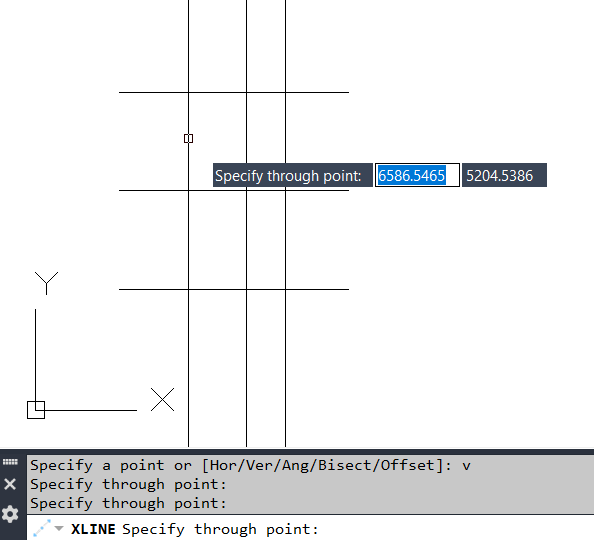 Specify through point: 6586.5465 5204.5386
Y
X
Specify a point or [Hor/Ver/Ang/Bisect/Offset]: v
Specify through point:
Specify through point:
XLINE Specify through point: